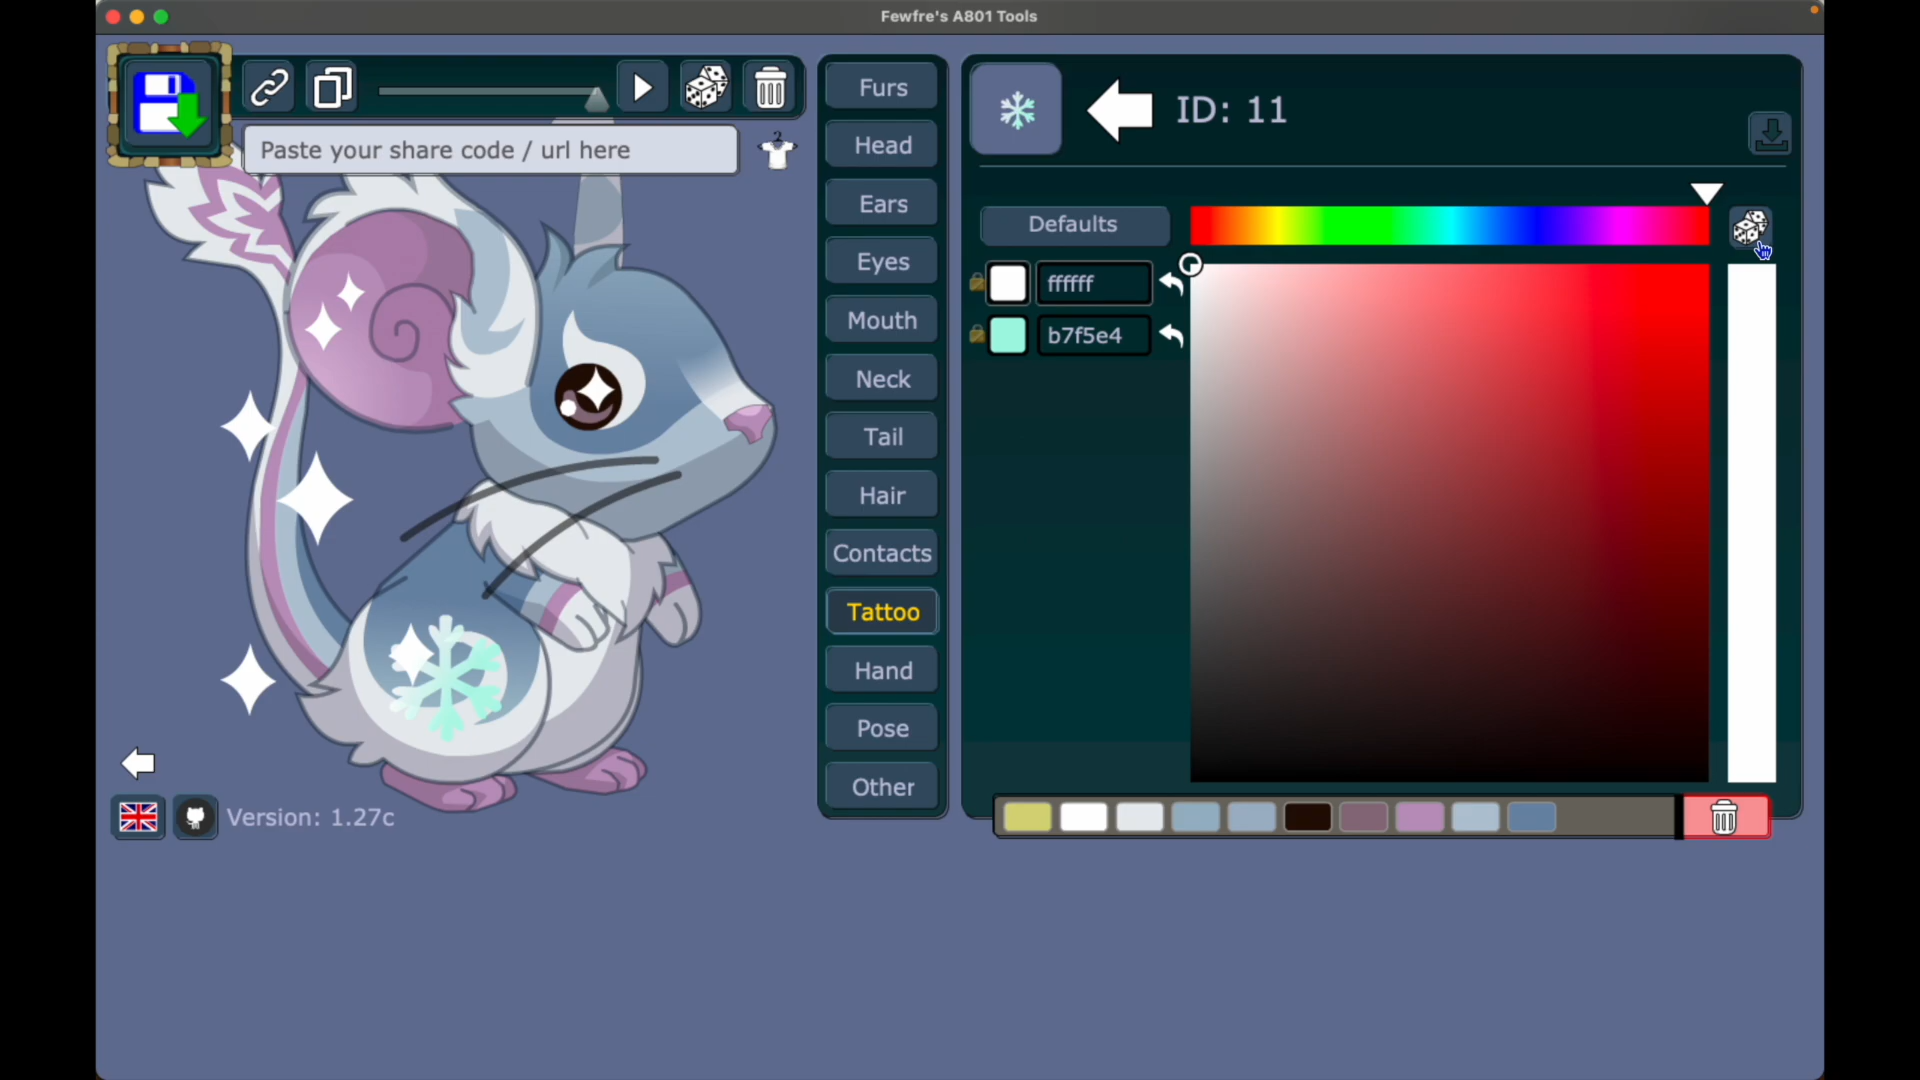 Fewfre's A801 Tools
Paste your share code / url here
2
Furs
Head
Ears
Eyes
Mouth
Neck
Tail
Hair
Contacts
Tattoo
Hand
Pose
Other
ID: 11
Defaults
ffffff
b7f5e4
Version: 1.27c